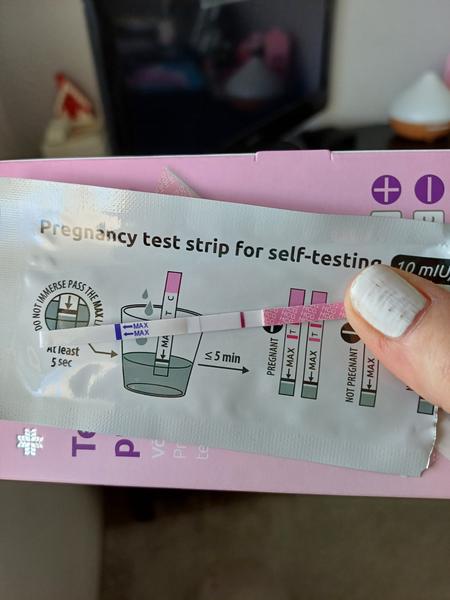 Pregnancy test strip for self-testing
10 mIU
DO NOT IMMERSE PASS THE MAX
At least
5 sec
MAX
MAX
MAX T C
≤ 5 min
PREGNANT
MAX T
MAX T
NOT PREGNANT
MAX
Te